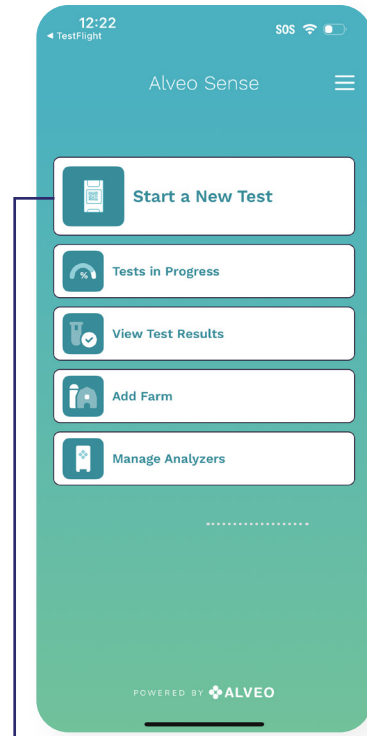 12:22
SOS
◀ TestFlight
Alveo Sense
Start a New Test
%
Tests in Progress
View Test Results
Add Farm
Manage Analyzers
POWERED BY ALVEO